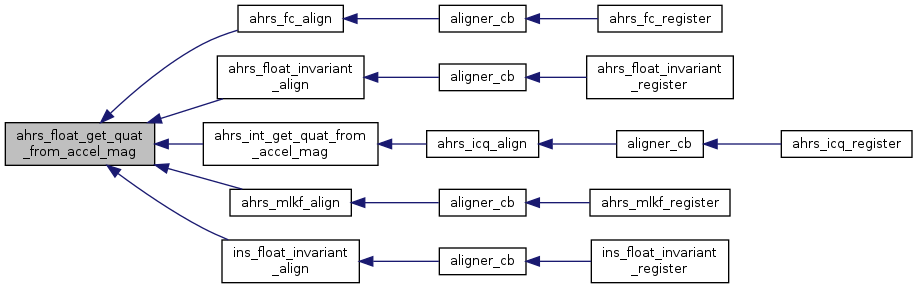 ahrs_fc_align
aligner_cb
ahrs_fc_register
ahrs_float_invariant
_align
aligner_cb
ahrs_float_invariant
_register
ahrs_float_get_quat
_from_accel_mag
ahrs_int_get_quat_from
_accel_mag
ahrs_icq_align
aligner_cb
ahrs_icq_register
ahrs_mlkf_align
aligner_cb
ahrs_mlkf_register
ins_float_invariant
_align
aligner_cb
ins_float_invariant
_register